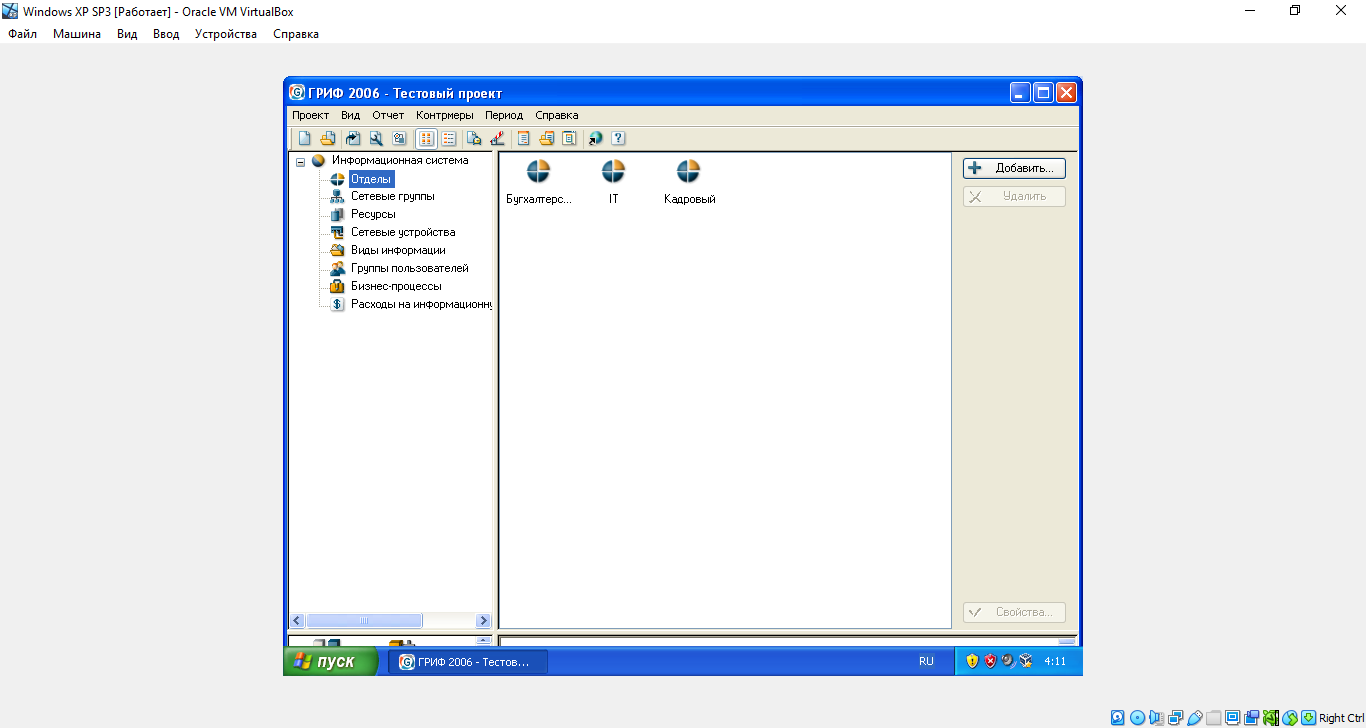 Windows XP SP3 [Работает] - Oracle VM VirtualBox
Файл Машина Вид Ввод Устройства Справка
ГРИФ 2006 - Тестовый проект
Проект Вид Отчет Контрмеры Период Справка
Информационная система
Отделы
Сетевые группы
Ресурсы
Сетевые устройства
Виды информации
Группы пользователей
Бизнес-процессы
Расходы на информационну
Бугхалтерс... IT Кадровый
Добавить...
Удалить
Свойства...
пуск ГРИФ 2006 - Тестов... RU 4:11
Right Ctrl